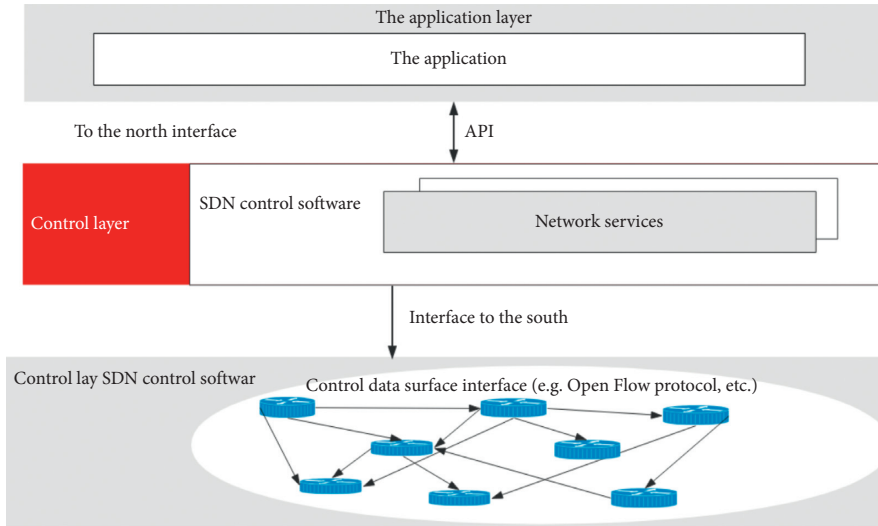 The application layer
The application
To the north interface
API
Control layer
SDN control software
Network services
Interface to the south
Control lay SDN control softwar
Control data surface interface (e.g. Open Flow protocol, etc.)